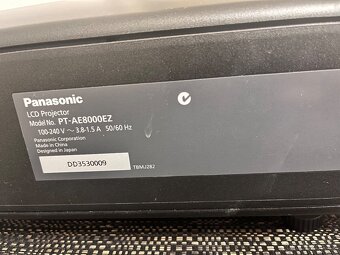 Panasonic
LCD Projector
Model No. PT-AE8000EZ
100-240 V ~ 3.8-1.5 A 50/60 Hz
Panasonic Corporation
Made in China
Designed in Japan
DD3530009
TBMJ282